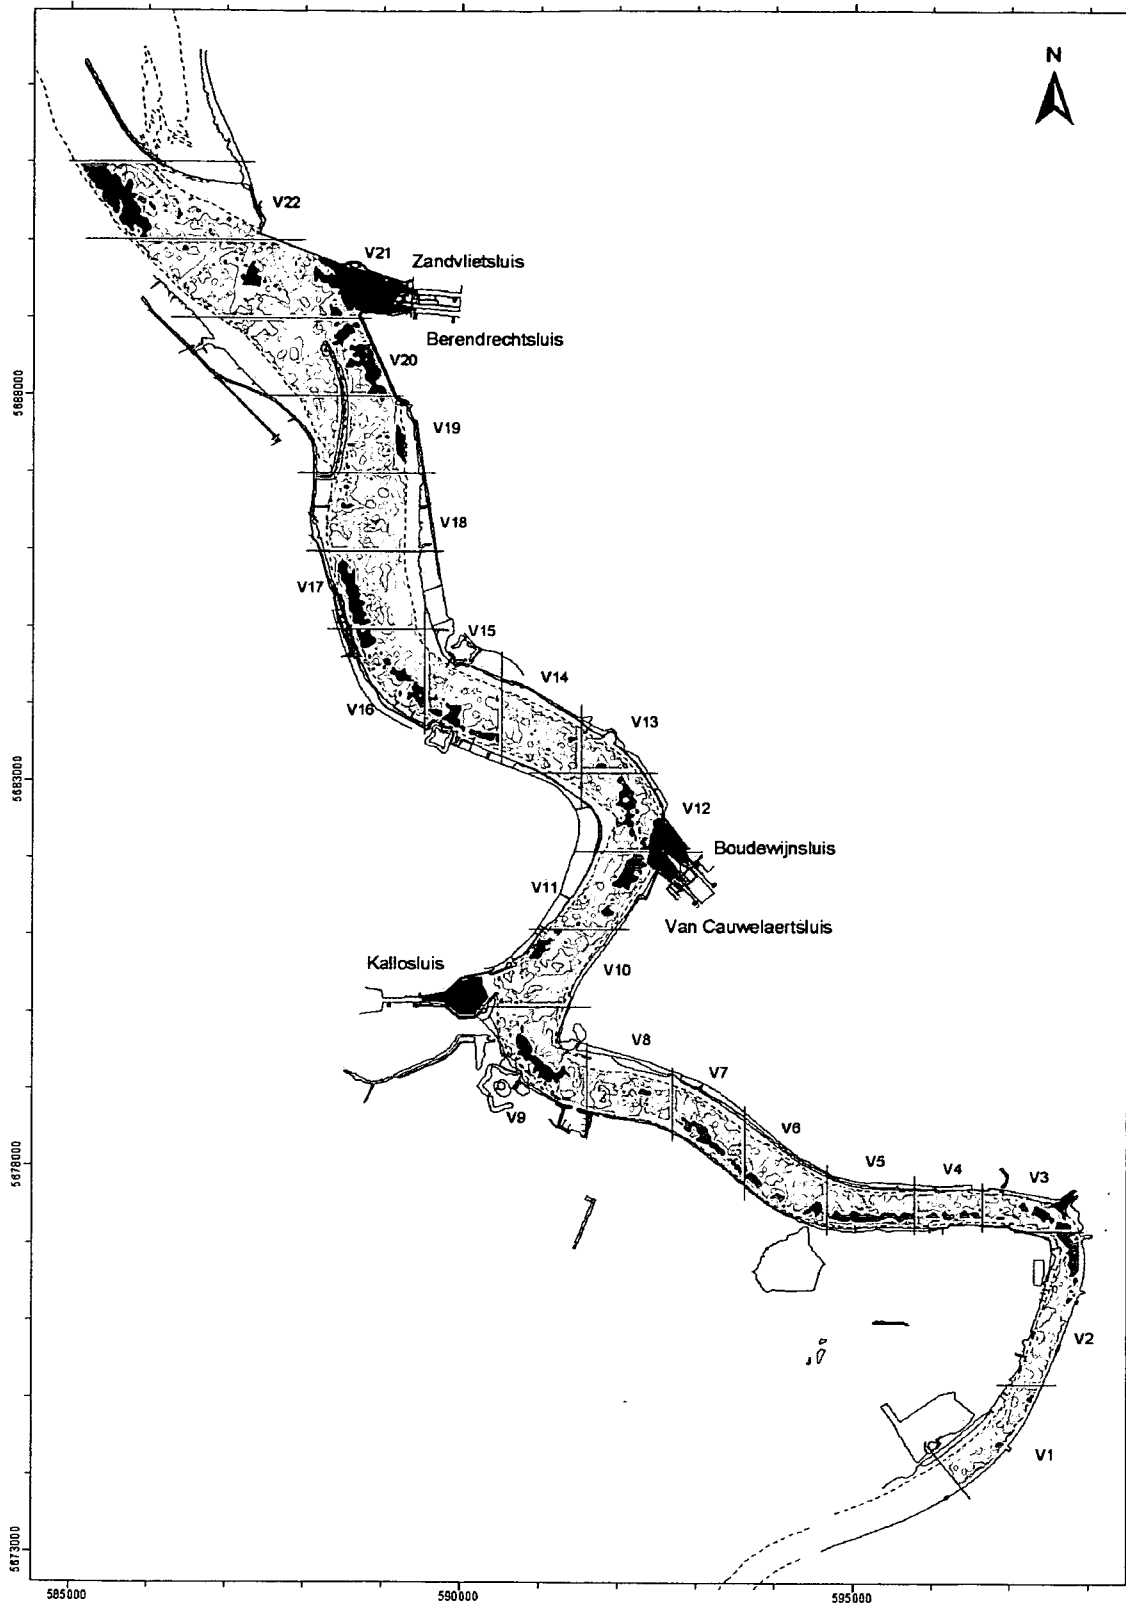 N
V22
V21
Zandvlietsluis
Berendrechtsluis
V20
5688000
V19
V18
V17
V15
V14
V16
V13
5683000
V12
Boudewijnsluis
V11
Van Cauwelaertsluis
Kallosluis
V10
V8
V7
V9
V6
5678000
V5
V4
V3
V2
V1
5673000
585000
590000
595000